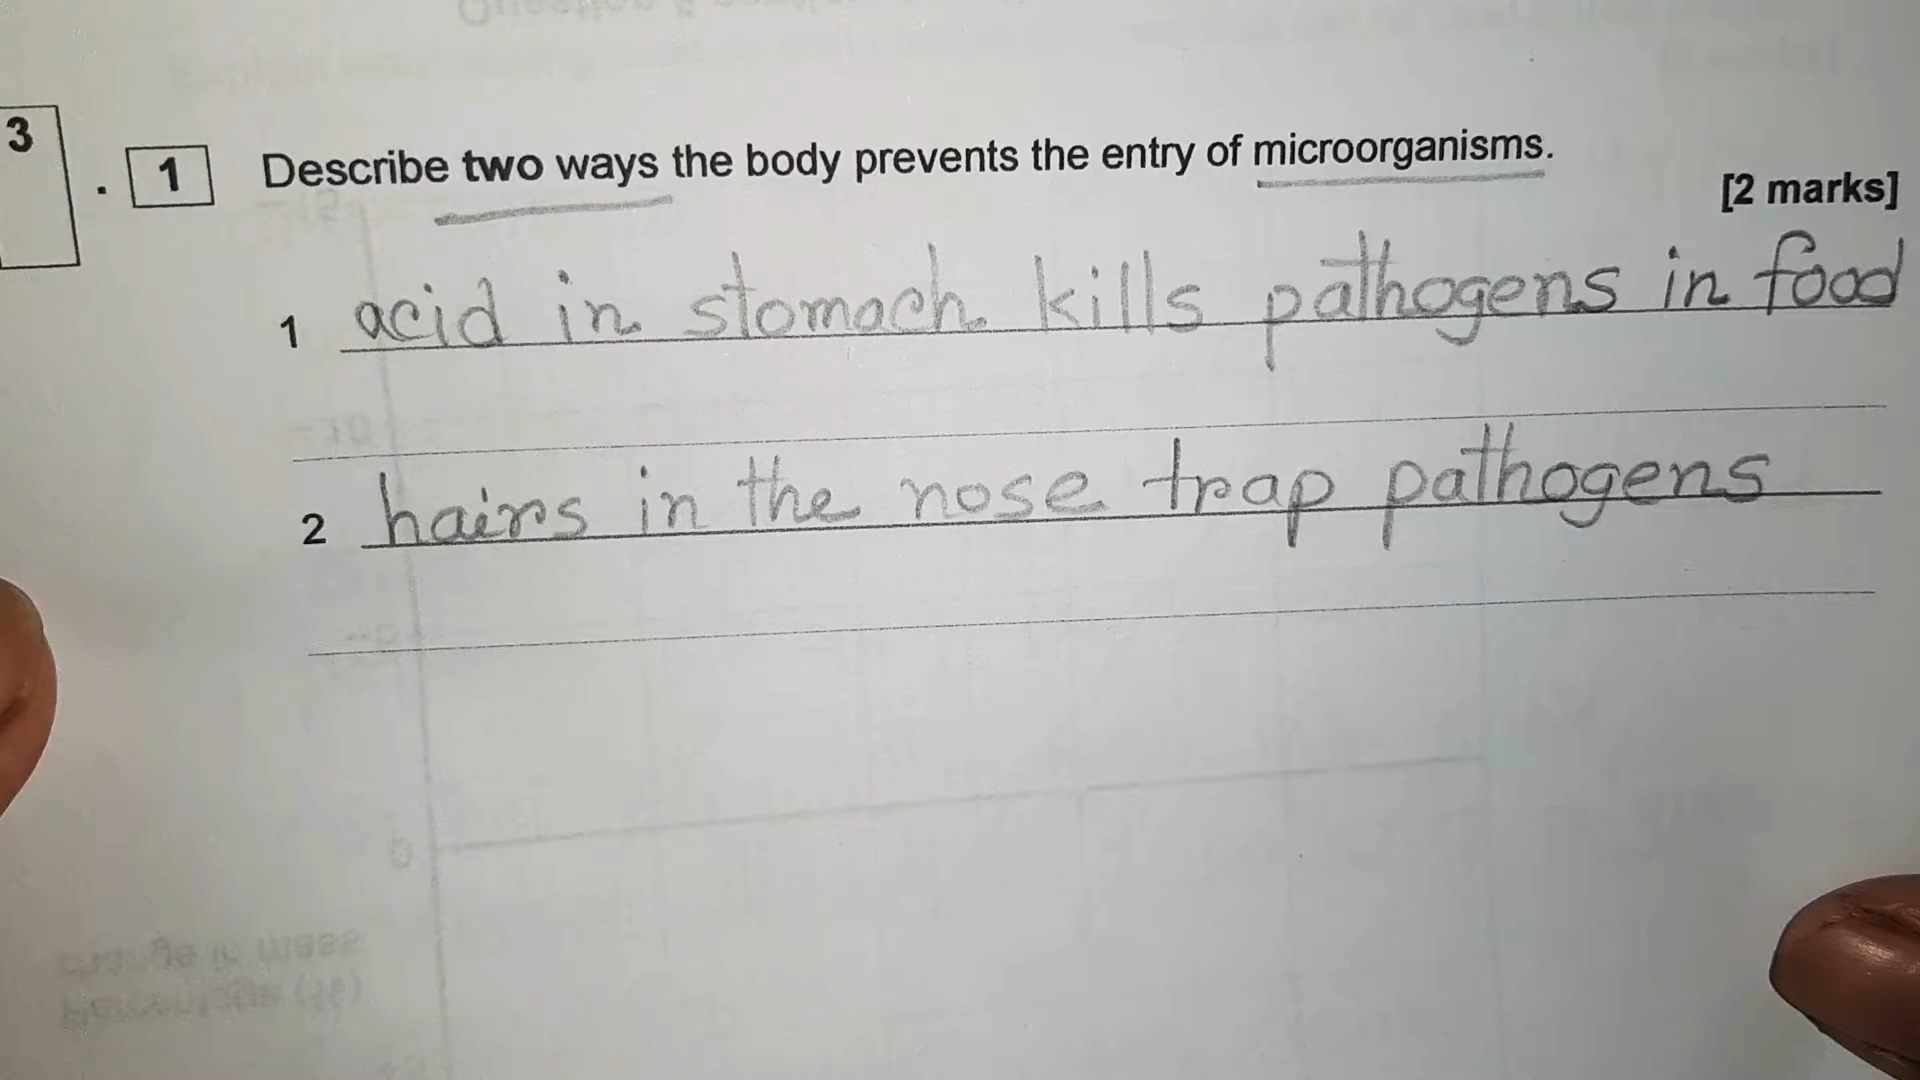 3 . 1 Describe two ways the body prevents the entry of microorganisms.
[2 marks]
1 acid in stomach kills pathogens in food
2 hairs in the nose trap pathogens